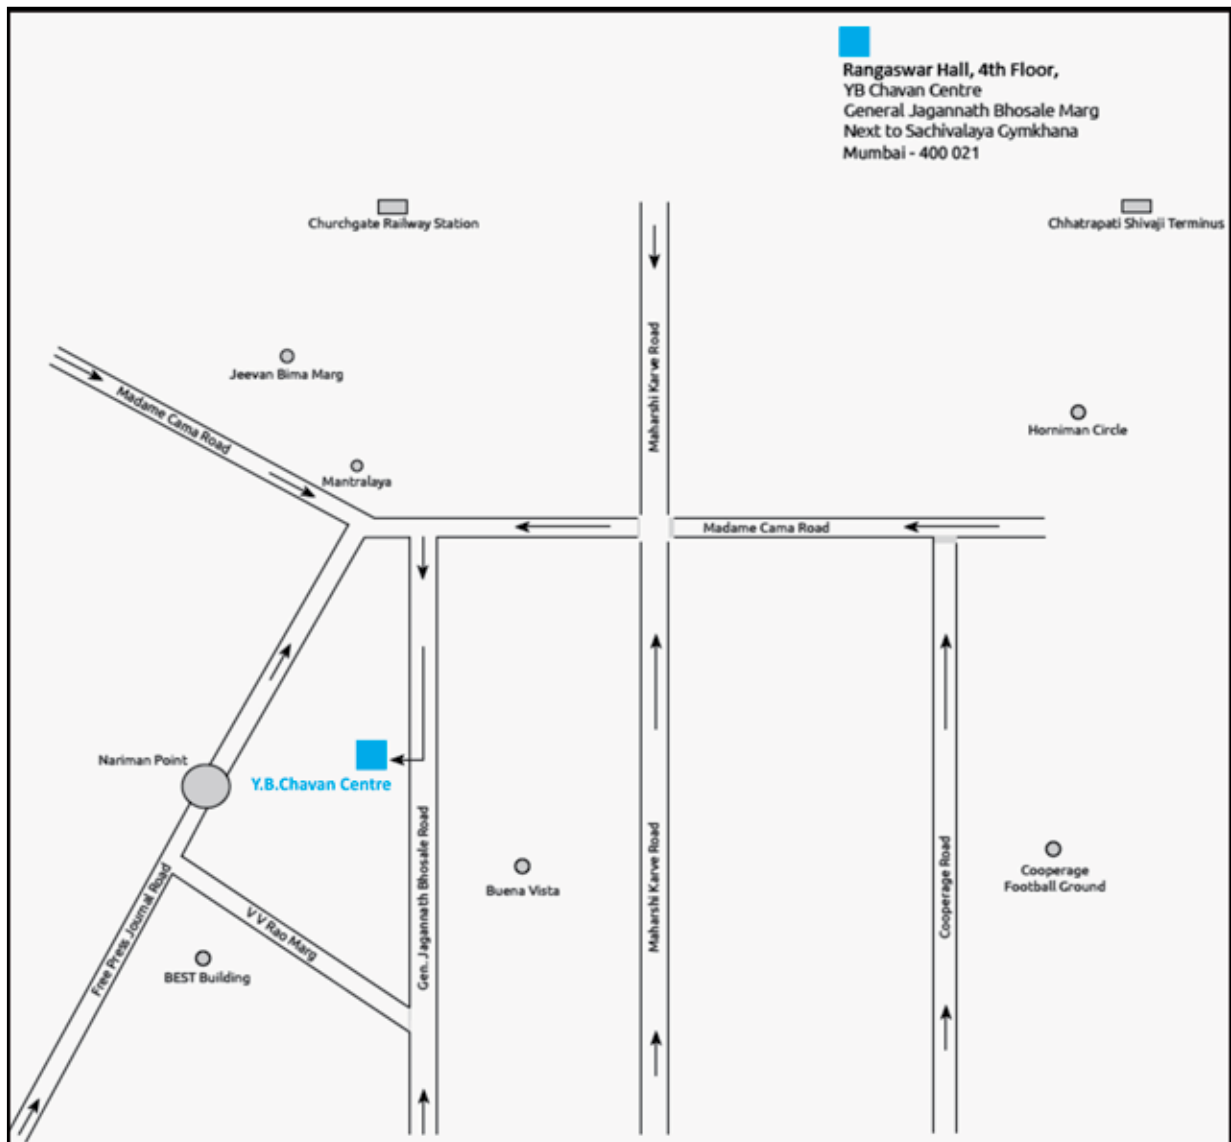 Rangaswar Hall, 4th Floor,
YB Chavan Centre
General Jagannath Bhosale Marg
Next to Sachivalaya Gymkhana
Mumbai - 400 021
Churchgate Railway Station
Chhatrapati Shivaji Terminus
Maharshi Karve Road
Jeevan Bima Marg
Madame Cama Road
Horniman Circle
Mantralaya
Madame Cama Road
Nariman Point
Y.B.Chavan Centre
Gen. Jagannath Bhosale Road
Buena Vista
Maharshi Karve Road
Cooperage Road
Cooperage
Football Ground
Free Press Journal Road
V V Rao Marg
BEST Building